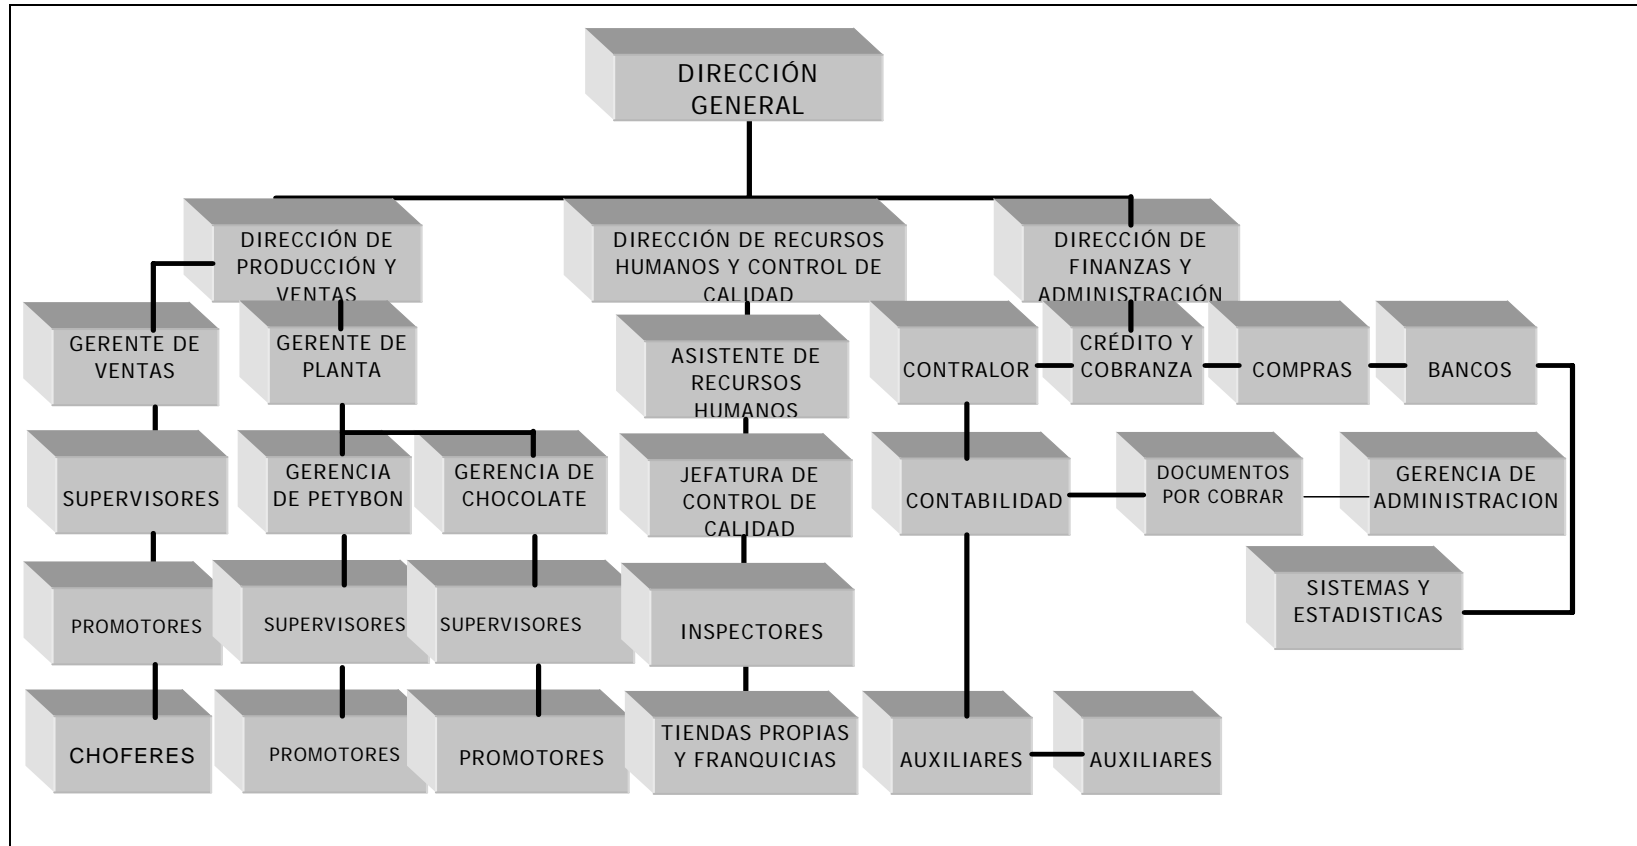 DIRECCIÓN
GENERAL
DIRECCIÓN DE
PRODUCCIÓN Y
VENTAS
DIRECCIÓN DE RECURSOS
HUMANOS Y CONTROL DE
CALIDAD
DIRECCIÓN DE
FINANZAS Y
ADMINISTRACIÓN
GERENTE DE
VENTAS
GERENTE DE
PLANTA
ASISTENTE DE
RECURSOS
HUMANOS
CONTRALOR
CRÉDITO Y
COBRANZA
COMPRAS
BANCOS
SUPERVISORES
GERENCIA
DE PETYBON
GERENCIA DE
CHOCOLATE
JEFATURA DE
CONTROL DE
CALIDAD
CONTABILIDAD
DOCUMENTOS
POR COBRAR
GERENCIA DE
ADMINISTRACION
PROMOTORES
SUPERVISORES
SUPERVISORES
INSPECTORES
SISTEMAS Y
ESTADISTICAS
CHOFERES
PROMOTORES
PROMOTORES
TIENDAS PROPIAS
Y FRANQUICIAS
AUXILIARES
AUXILIARES